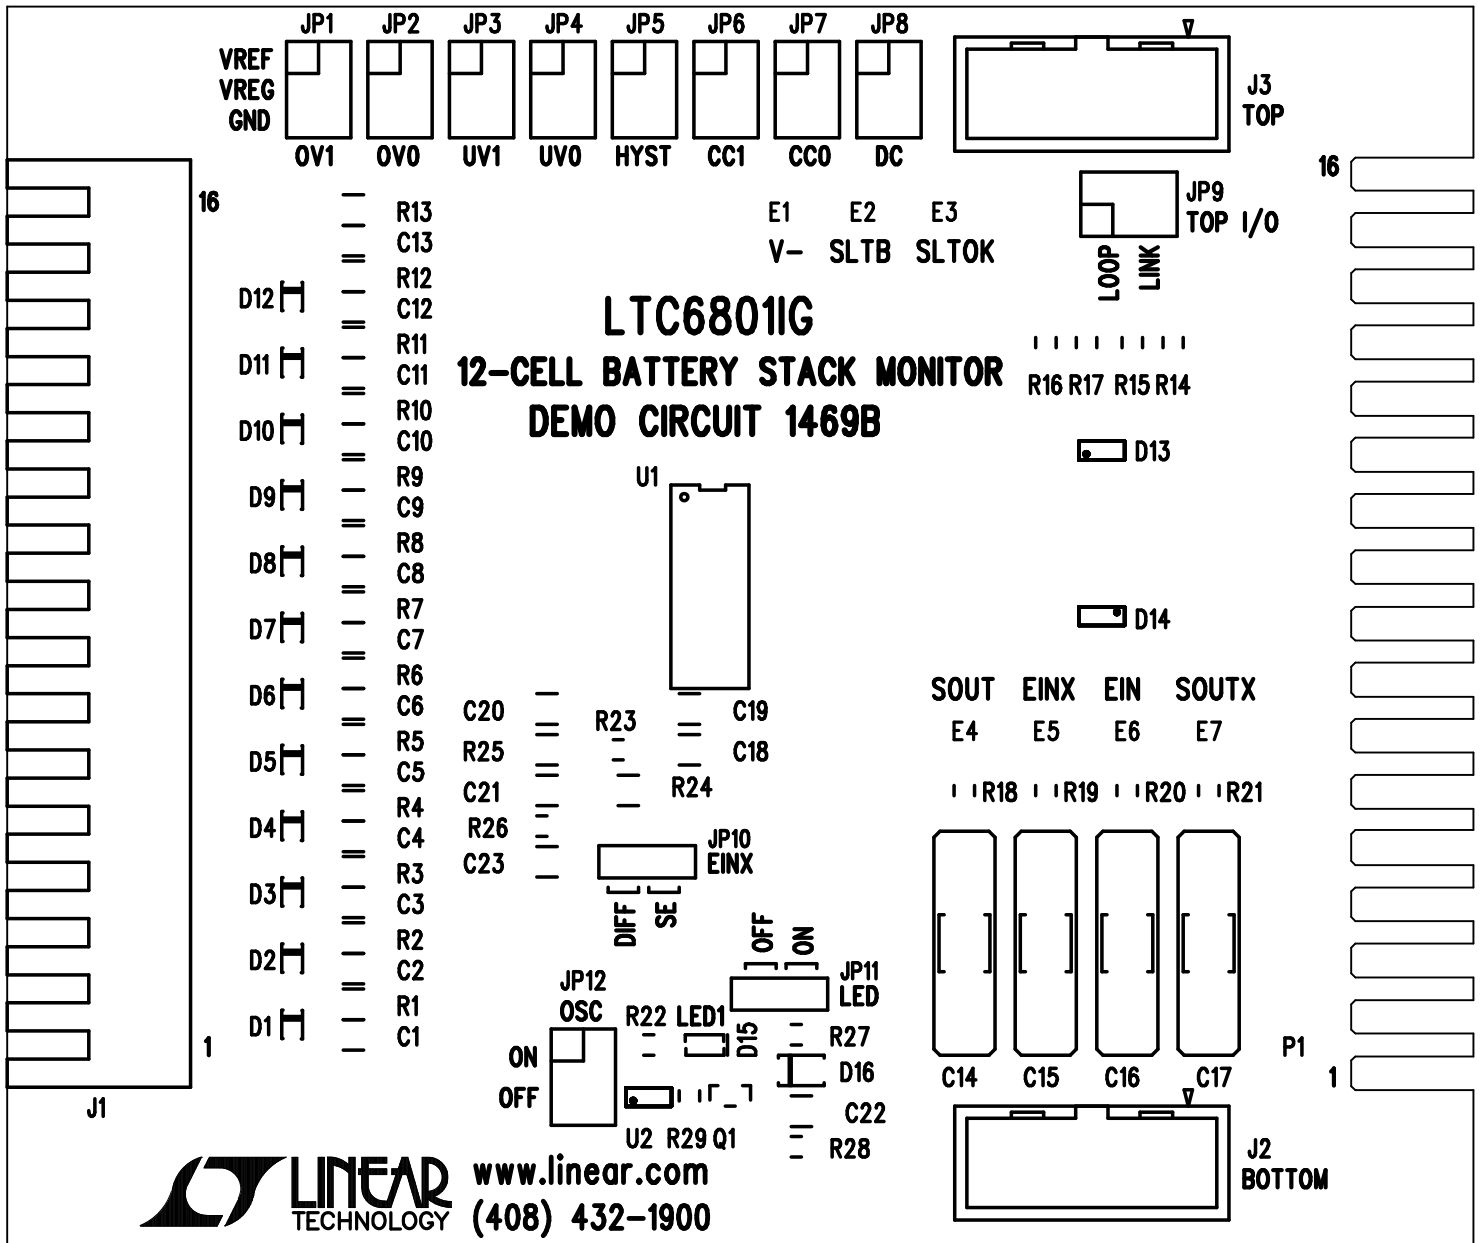 JP1 JP2 JP3 JP4 JP5 JP6 JP7 JP8
VREF
VREG
GND
OV1 OV0 UV1 UV0 HYST CC1 CC0 DC
J3
TOP
16
16
JP9
TOP I/O
LOOP LINK
E1 E2 E3
V- SLTB SLTOK
R13
C13
R12
D12
C12
R11
D11
C11
R10
D10
C10
R9
D9
C9
R8
D8
C8
R7
D7
C7
R6
D6
C6
R5
D5
C5
R4
D4
C4
R3
D3
C3
R2
D2
C2
R1
D1
C1
1
J1
LTC6801IG
12-CELL BATTERY STACK MONITOR
DEMO CIRCUIT 1469B
U1
R16 R17 R15 R14
D13
D14
SOUT EINX EIN SOUTX
E4 E5 E6 E7
R18 R19 R20 R21
C20 R23 C19
R25 C18
C21 R24
R26
C23
JP10
EINX
DIFF SE
OFF ON
JP11
LED
JP12
OSC
ON
OFF
R22 LED1 D15 R27
D16
C22
U2 R29 Q1 R28
C14 C15 C16 C17
P1
1
J2
BOTTOM
LINEAR
TECHNOLOGY
www.linear.com
(408) 432-1900